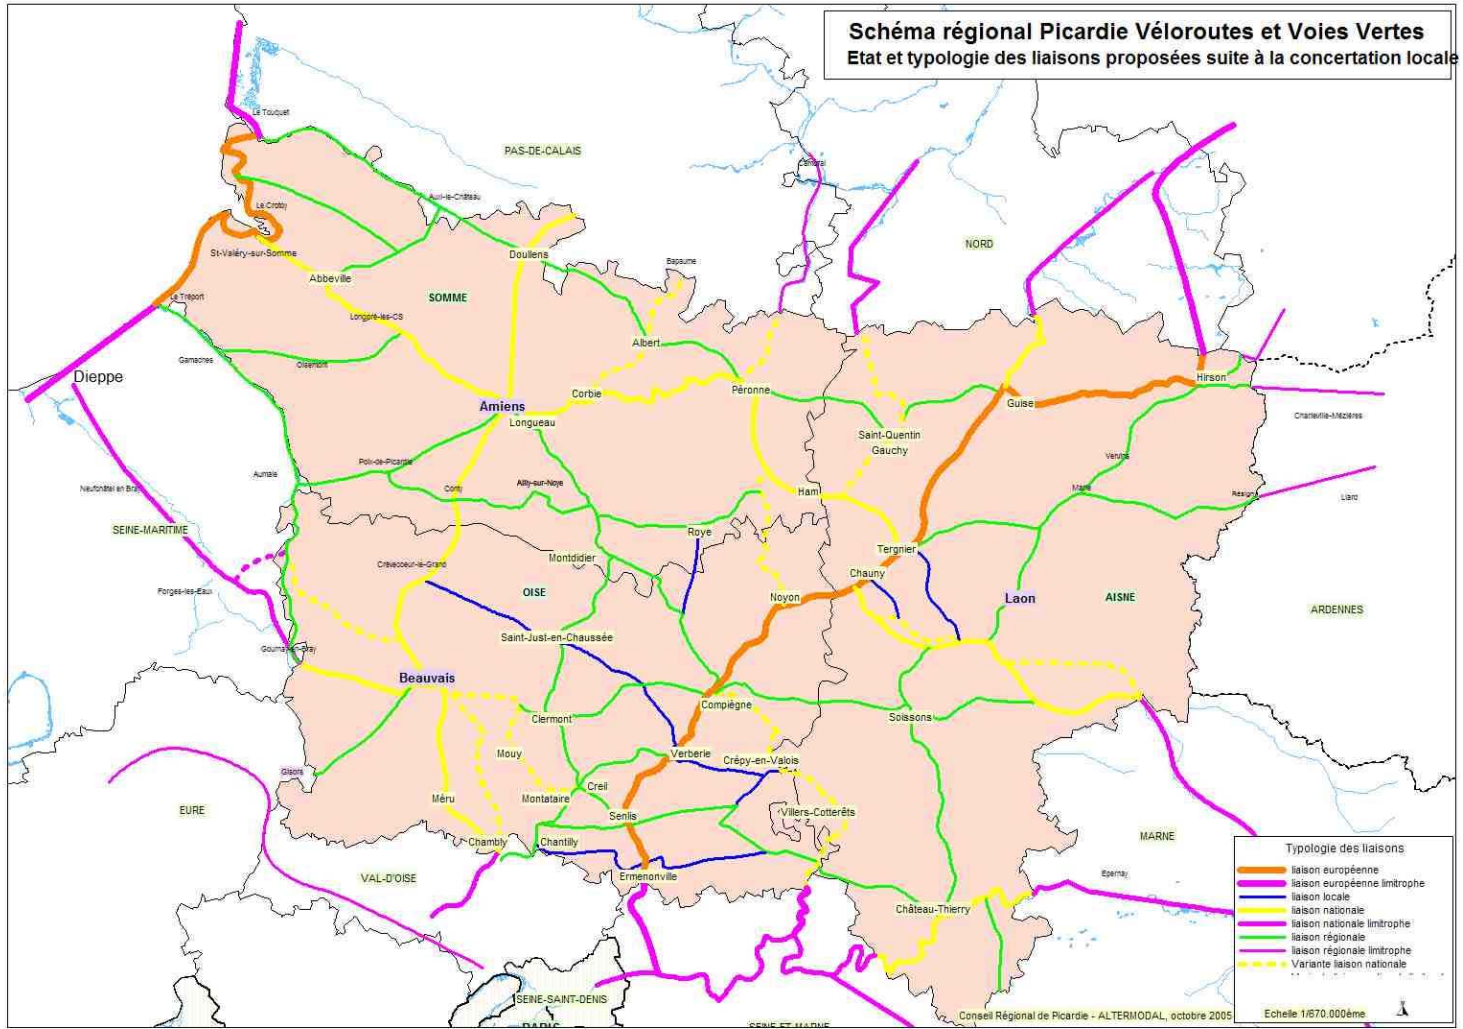 Schéma régional Picardie Véloroutes et Voies Vertes
Etat et typologie des liaisons proposées suite à la concertation locale
Le Touquet
PAS-DE-CALAIS
Cambrai
Auxi-le-Château
Le Crotoy
NORD
St-Valéry-sur-Somme
Doullens
Bapaume
Abbeville
SOMME
Le Tréport
Longpré-les-CS
Albert
Gamaches
Oisemont
Dieppe
Hirson
Péronne
Corbie
Guise
Amiens
Charleville-Mézières
Longueau
Saint-Quentin
Gauchy
Vervins
Poix-de-Picardie
Aumale
Conty
Ailly-sur-Noye
Neufchâtel en Bray
Ham
Marle
Liard
SEINE-MARITIME
Roye
Tergnier
Montdidier
Crèvecoeur-le-Grand
Chauny
Forges-les-Eaux
OISE
Noyon
Laon
AISNE
ARDENNES
Saint-Just-en-Chaussée
Gournay-en-Bray
Beauvais
Compiègne
Clermont
Soissons
Mouy
Verberie
Crépy-en-Valois
Gisors
Creil
Méru
Montataire
EURE
Senlis
Villers-Cotterêts
Chambly
Chantilly
MARNE
VAL-D'OISE
Ermenonville
Epernay
Château-Thierry
SEINE-SAINT-DENIS
PARIS
SEINE-ET-MARNE
Conseil Régional de Picardie - ALTERMODAL, octobre 2005
Typologie des liaisons
liaison européenne
liaison européenne limitrophe
liaison locale
liaison nationale
liaison nationale limitrophe
liaison régionale
liaison régionale limitrophe
Variante liaison nationale
Echelle 1/670.000ème